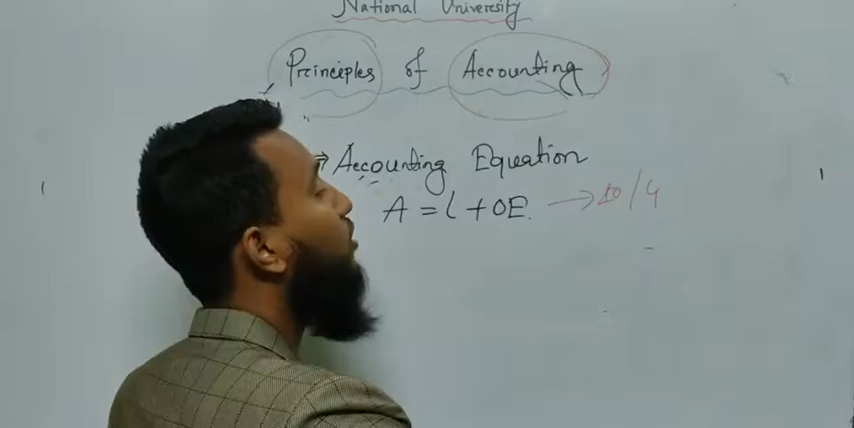 National University
Principles of Accounting
⇒ Accounting Equation
A = L + OE. → 10/4